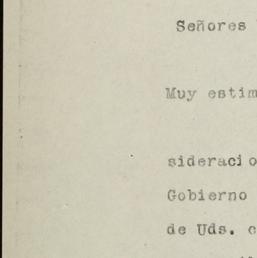 Señores
Muy estim
sideracio
Gobierno
de Uds. c